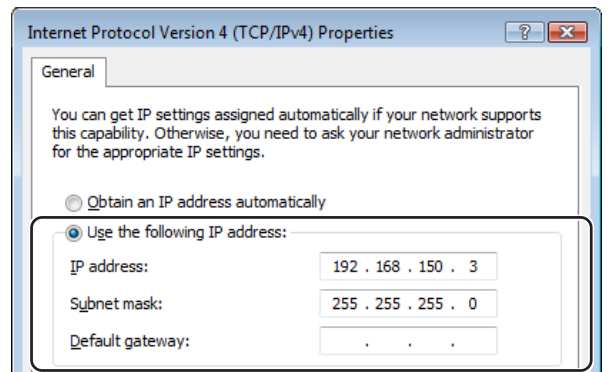 Internet Protocol Version 4 (TCP/IPv4) Properties
General
You can get IP settings assigned automatically if your network supports
this capability. Otherwise, you need to ask your network administrator
for the appropriate IP settings.
Obtain an IP address automatically
Use the following IP address:
IP address: 192 . 168 . 150 . 3
Subnet mask: 255 . 255 . 255 . 0
Default gateway: . . .